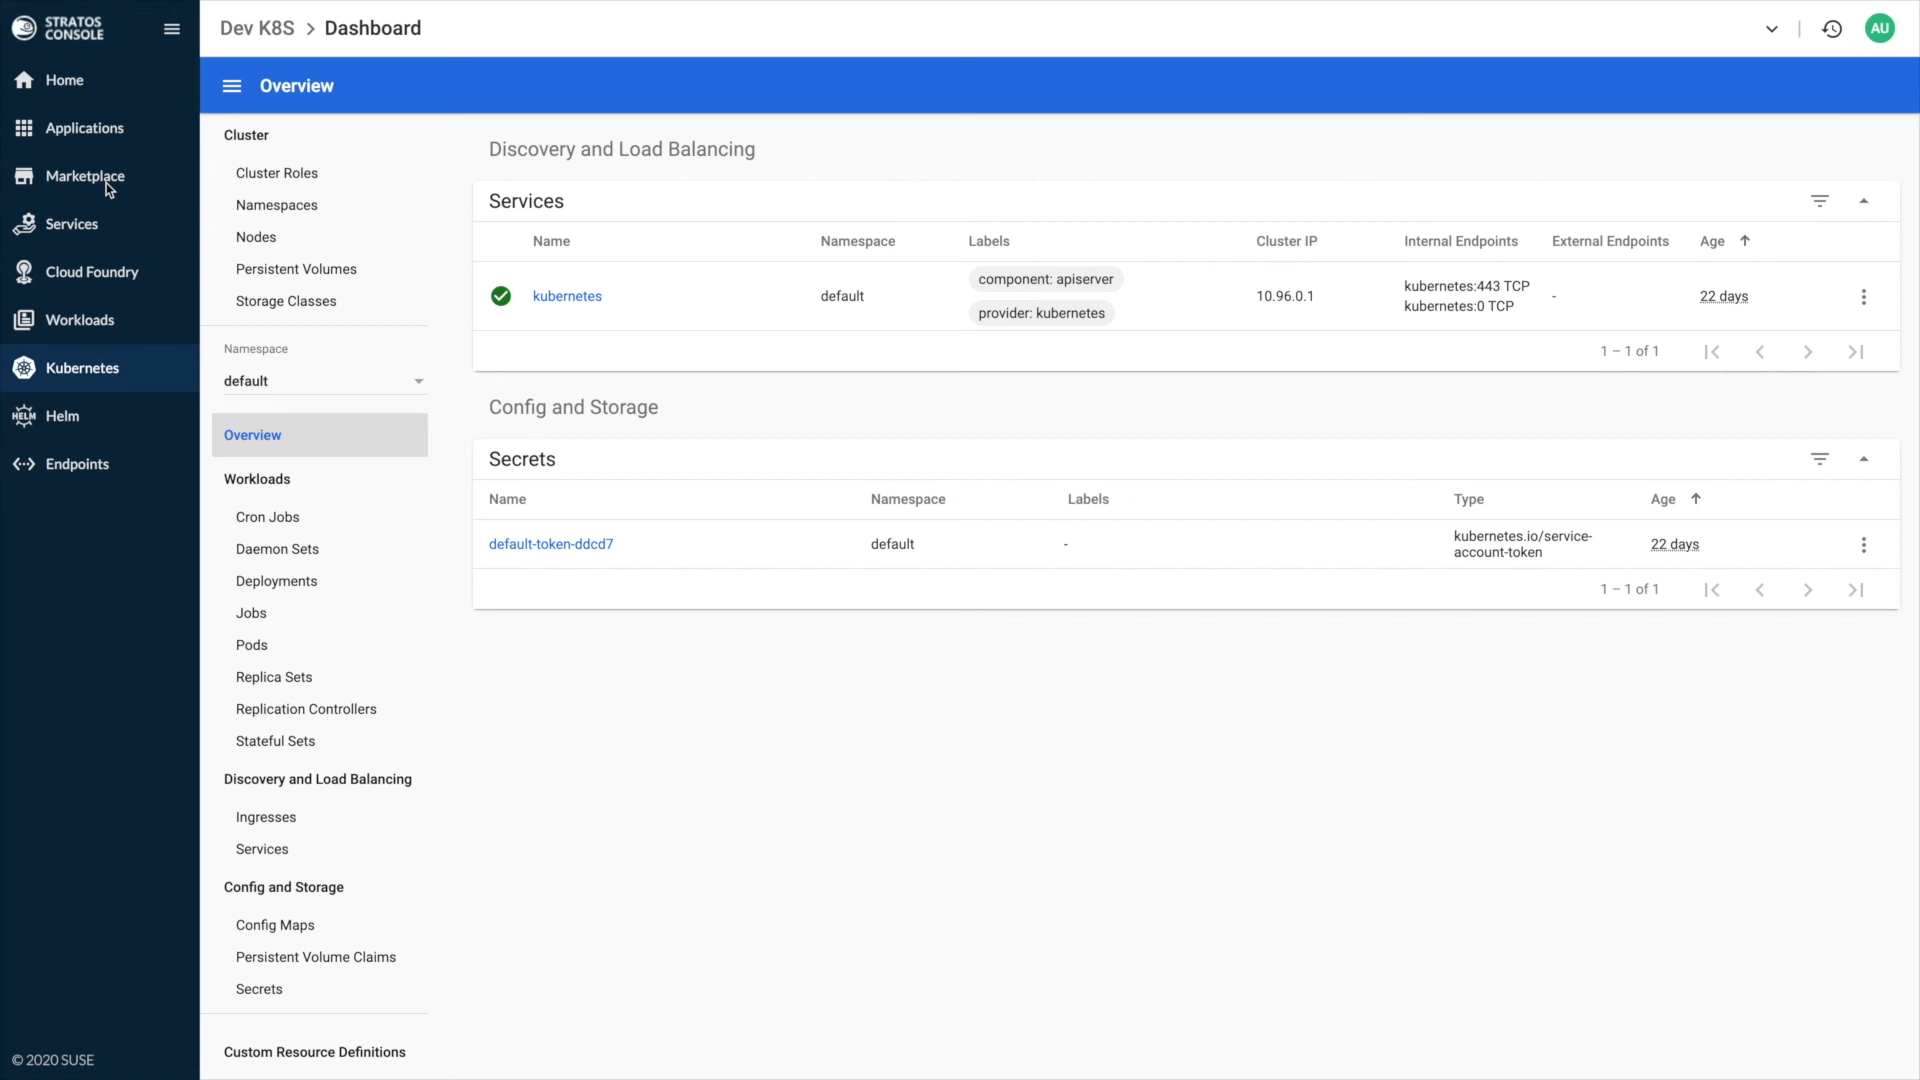 STRATOS
CONSOLE
Home
Applications
Marketplace
Services
Cloud Foundry
Workloads
Kubernetes
HELM Helm
Endpoints
© 2020 SUSE
Dev K8S > Dashboard
AU
Overview
Cluster
Cluster Roles
Namespaces
Nodes
Persistent Volumes
Storage Classes
Namespace
default
Overview
Workloads
Cron Jobs
Daemon Sets
Deployments
Jobs
Pods
Replica Sets
Replication Controllers
Stateful Sets
Discovery and Load Balancing
Ingresses
Services
Config and Storage
Config Maps
Persistent Volume Claims
Secrets
Custom Resource Definitions
Discovery and Load Balancing
Services
Name Namespace Labels Cluster IP Internal Endpoints External Endpoints Age
kubernetes default component: apiserver 10.96.0.1 kubernetes:443 TCP - 22 days
provider: kubernetes kubernetes:0 TCP
1 – 1 of 1
Config and Storage
Secrets
Name Namespace Labels Type Age
default-token-ddcd7 default - kubernetes.io/service- 22 days
account-token
1 – 1 of 1